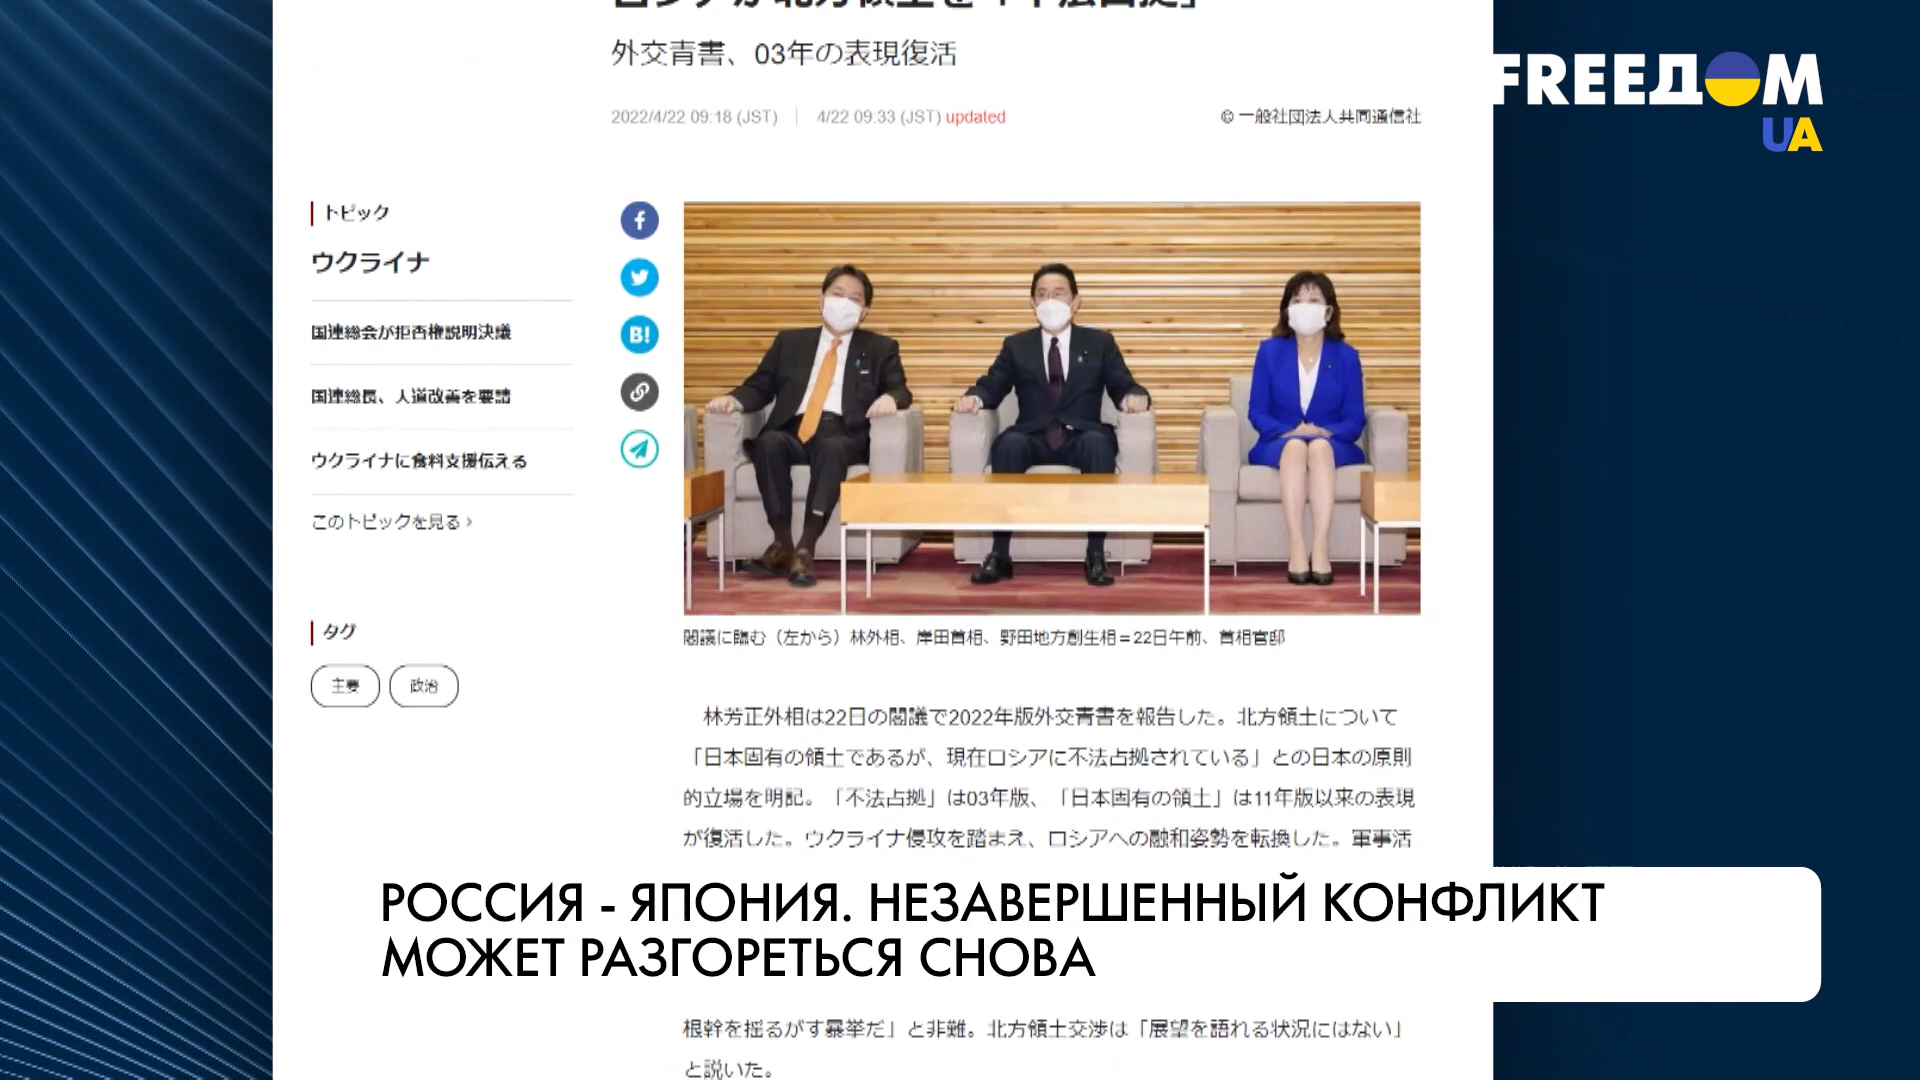 外交青書、03年の表現復活
2022/4/22 09:18 (JST)
4/22 09:33 (JST) updated
© 一般社団法人共同通信社
FREEДOM
UA
トピック
ウクライナ
国連総会が拒否権説明決議
国連総長、人道改善を要請
ウクライナに食料支援伝える
このトピックを見る ›
タグ
主要
政治
B!
閣議に臨む（左から）林外相、岸田首相、野田地方創生相＝22日午前、首相官邸
林芳正外相は22日の閣議で2022年版外交青書を報告した。北方領土について
「日本固有の領土であるが、現在ロシアに不法占拠されている」との日本の原則
的立場を明記。「不法占拠」は03年版、「日本固有の領土」は11年版以来の表現
が復活した。ウクライナ侵攻を踏まえ、ロシアへの融和姿勢を転換した。軍事活
РОССИЯ - ЯПОНИЯ. НЕЗАВЕРШЕННЫЙ КОНФЛИКТ
МОЖЕТ РАЗГОРЕТЬСЯ СНОВА
根幹を揺るがす暴挙だ」と非難。北方領土交渉は「展望を語れる状況にはない」
と説いた。